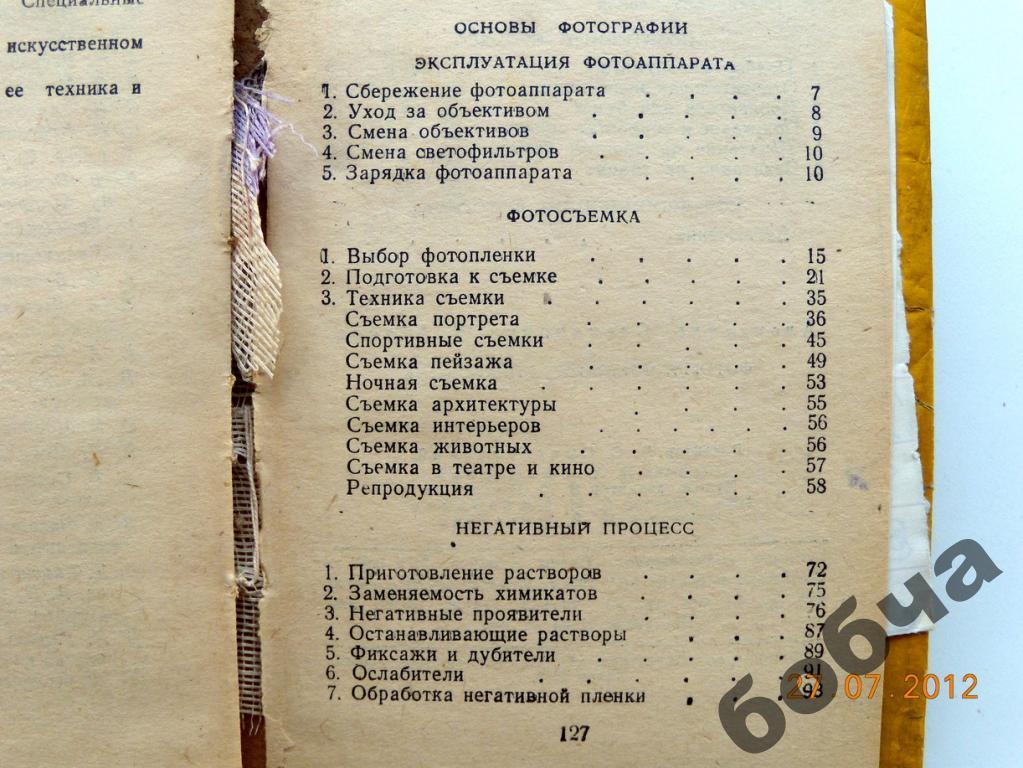 Специальные
искусственном
ее техника и
ОСНОВЫ ФОТОГРАФИИ
ЭКСПЛУАТАЦИЯ ФОТОАППАРАТА
1. Сбережение фотоаппарата . . . . 7
2. Уход за объективом . . . . . 8
3. Смена объективов . . . . . 9
4. Смена светофильтров . . . . . 10
5. Зарядка фотоаппарата . . . . 10
ФОТОСЪЕМКА
1. Выбор фотопленки . . . . . 15
2. Подготовка к съемке . . . . . 21
3. Техника съемки . . . . . . 35
Съемка портрета . . . . . 36
Спортивные съемки . . . . . 45
Съемка пейзажа . . . . . 49
Ночная съемка . . . . . . 53
Съемка архитектуры . . . . 55
Съемка интерьеров . . . . . 56
Съемка животных . . . . . 56
Съемка в театре и кино . . . . 57
Репродукция . . . . . . 58
НЕГАТИВНЫЙ ПРОЦЕСС
1. Приготовление растворов . . . . 72
2. Заменяемость химикатов . . . . 75
3. Негативные проявители . . . . 76
4. Останавливающие растворы . . . 87
5. Фиксажи и дубители . . . . . 89
6. Ослабители . . . . . . 91
7. Обработка негативной пленки . . . 93
127
бобча
27.07.2012